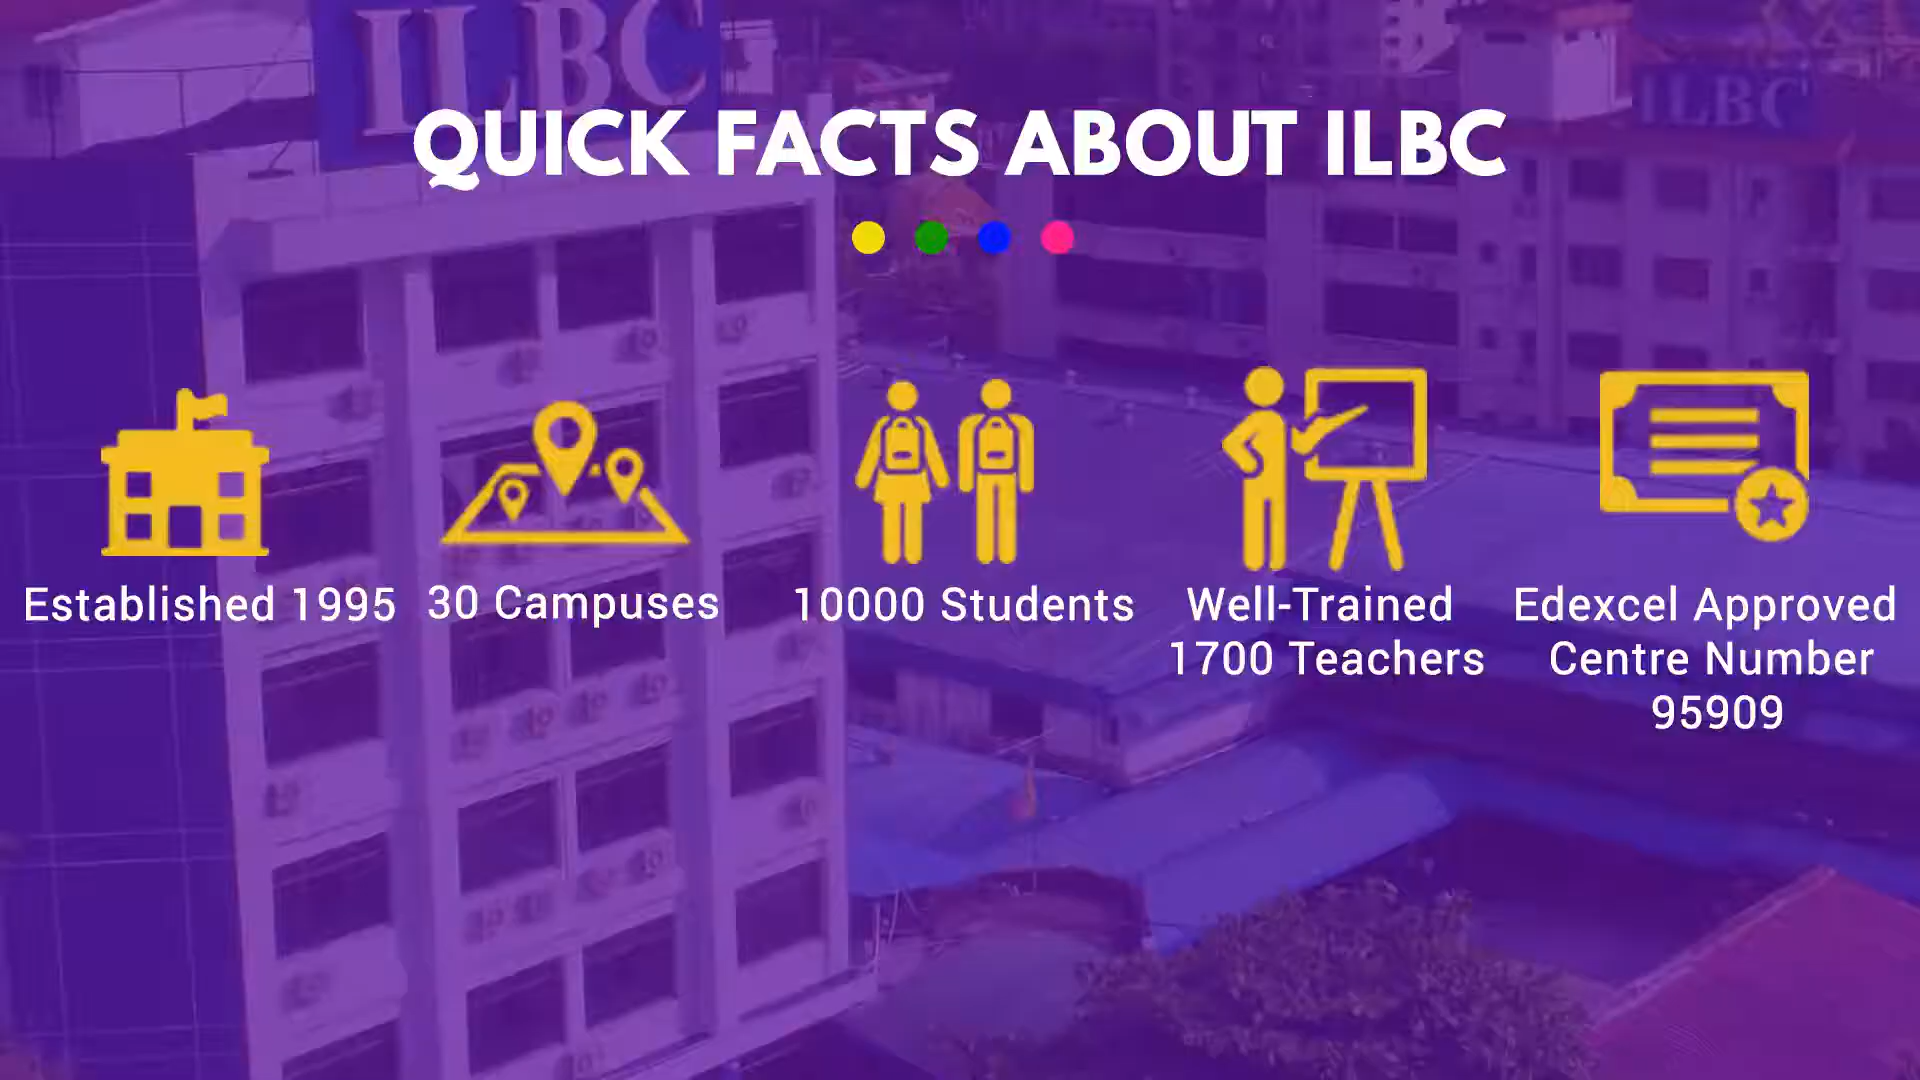 ILBC
ILBC
QUICK FACTS ABOUT ILBC
Established 1995
30 Campuses
10000 Students
Well-Trained
1700 Teachers
Edexcel Approved
Centre Number
95909